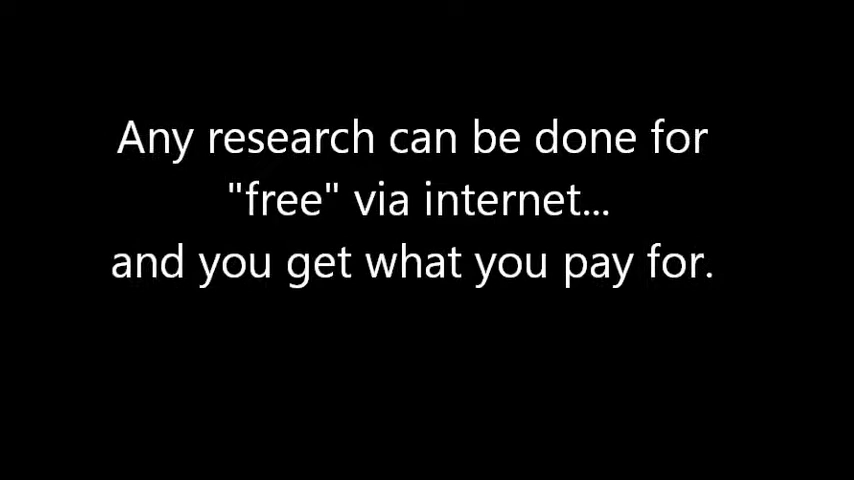 Any research can be done for
"free" via internet...
and you get what you pay for.